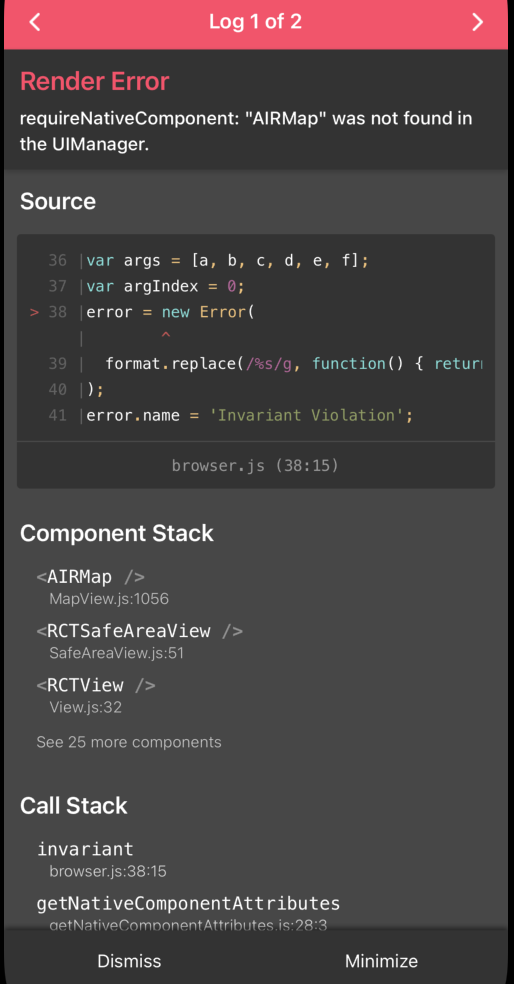 Log 1 of 2
Render Error
requireNativeComponent: "AIRMap" was not found in
the UIManager.
Source
36 |var args = [a, b, c, d, e, f];
37 |var argIndex = 0;
> 38 |error = new Error(
| ^
39 | format.replace(/%s/g, function() { return
40 |);
41 |error.name = 'Invariant Violation';
browser.js (38:15)
Component Stack
<AIRMap />
MapView.js:1056
<RCTSafeAreaView />
SafeAreaView.js:51
<RCTView />
View.js:32
See 25 more components
Call Stack
invariant
browser.js:38:15
getNativeComponentAttributes
getNativeComponentAttributes.js:28:3
Dismiss
Minimize